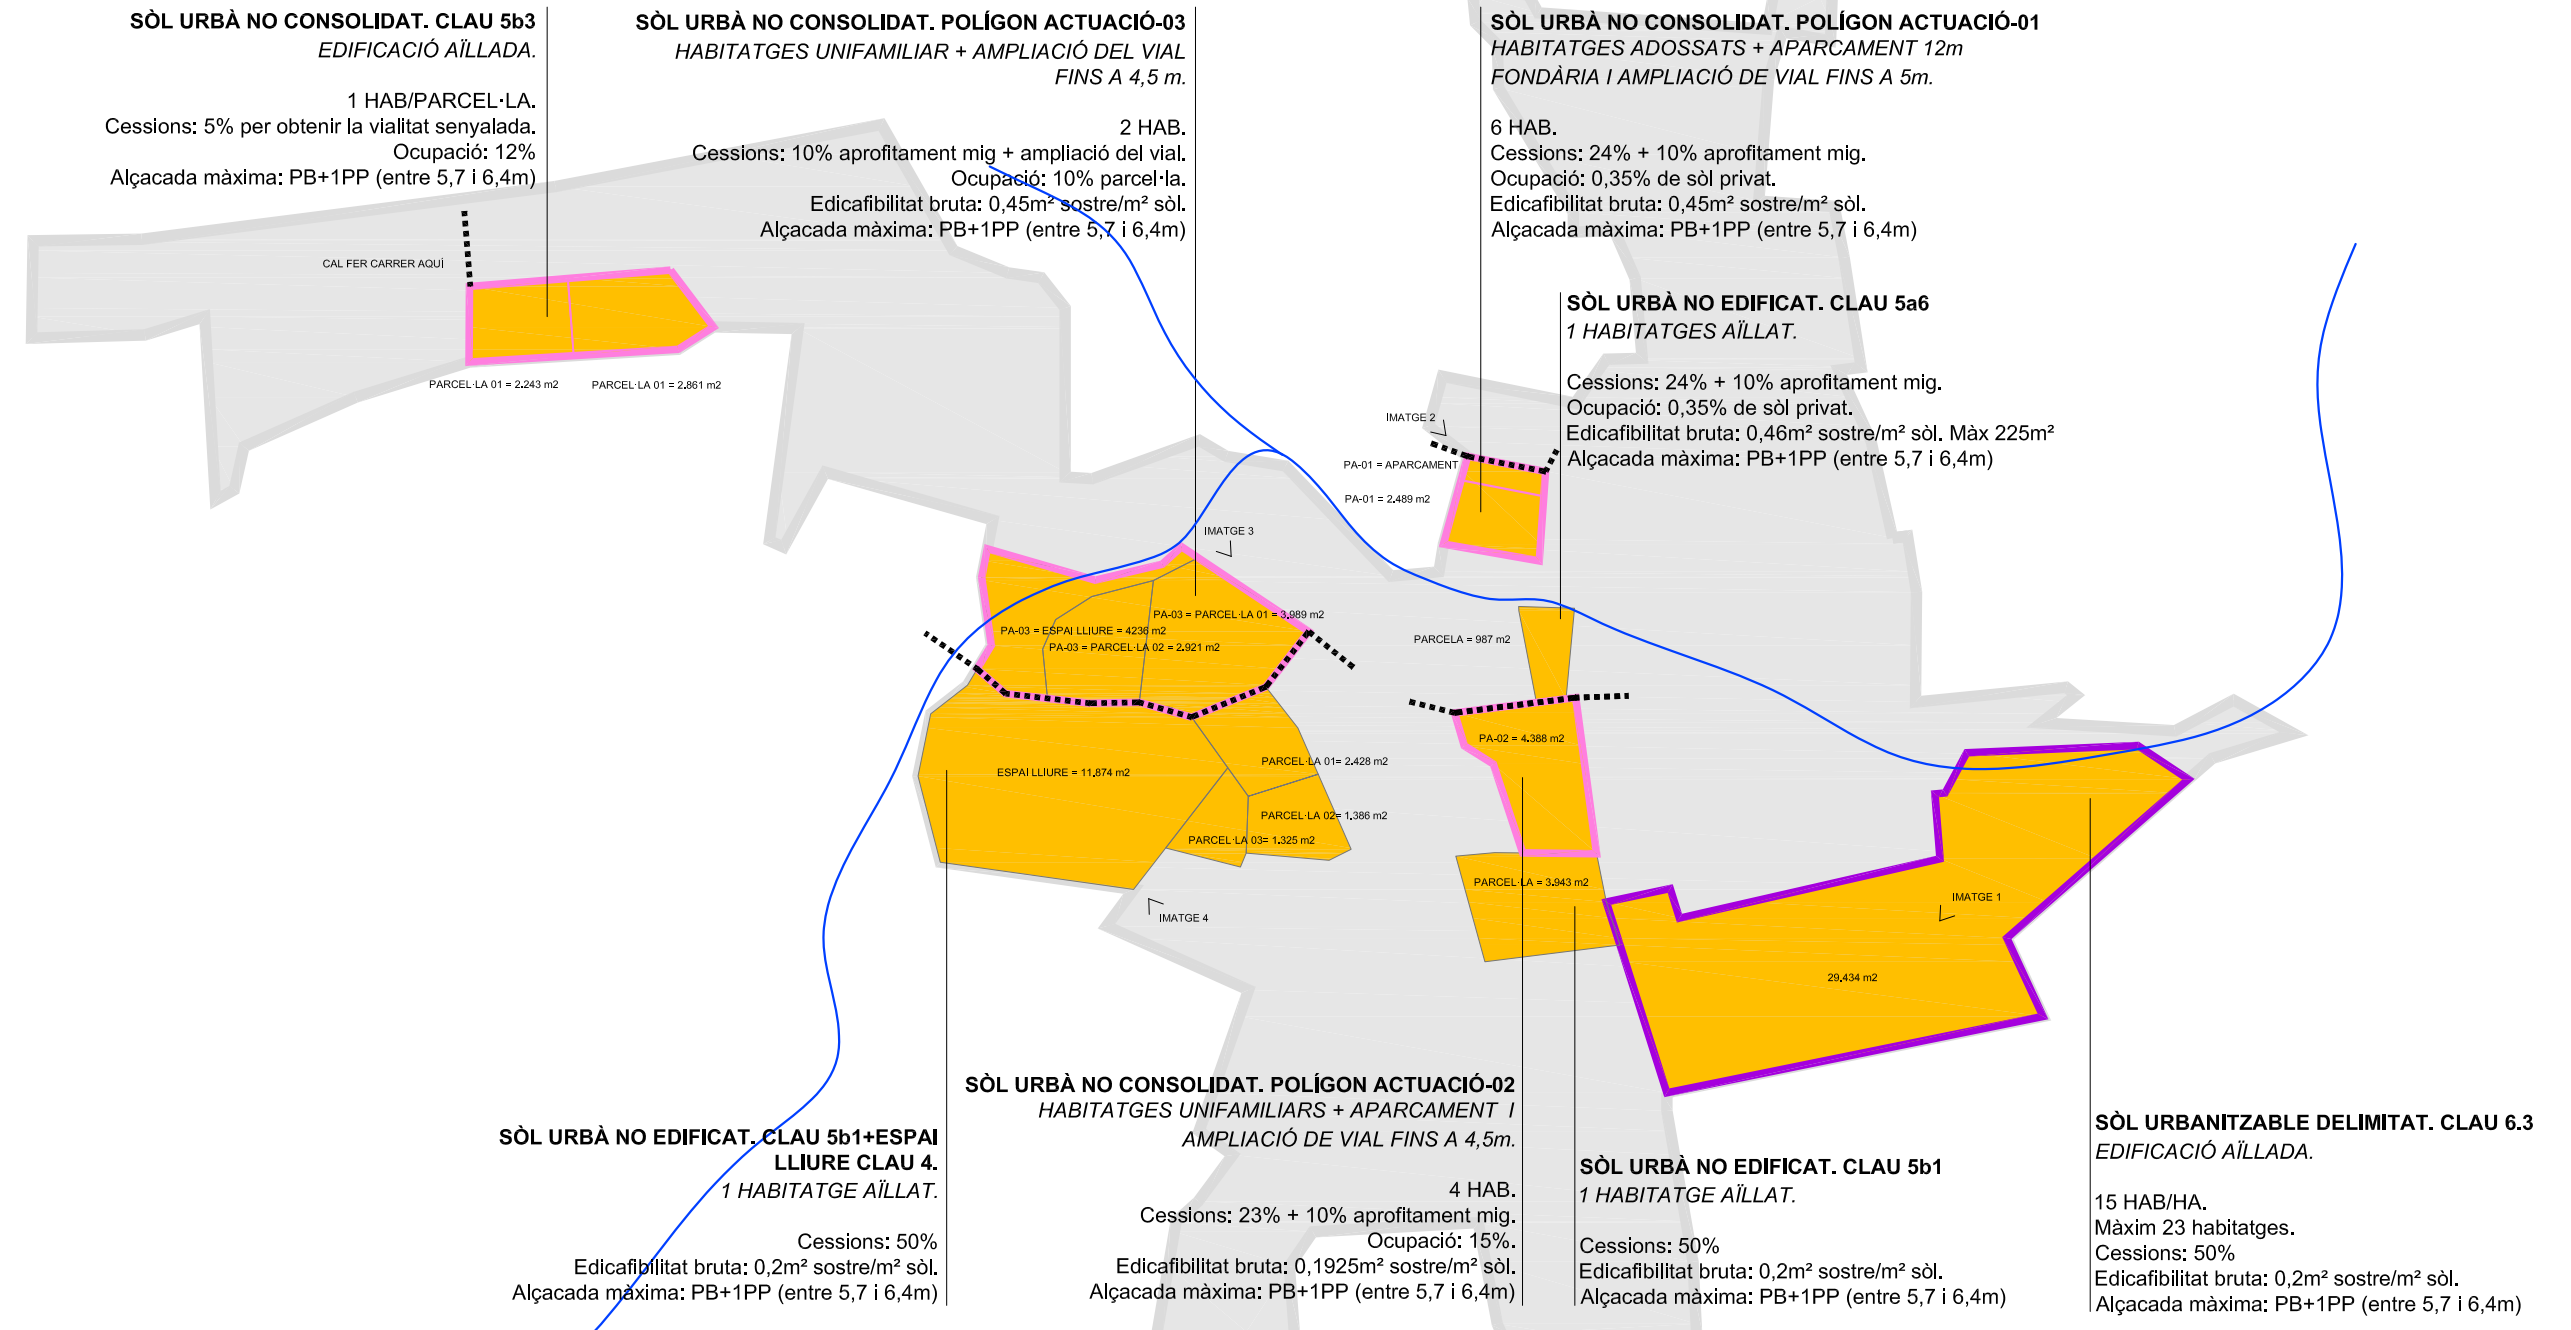 SÒL URBÀ NO CONSOLIDAT. CLAU 5b3
EDIFICACIÓ AÏLLADA.
1 HAB/PARCEL·LA.
Cessions: 5% per obtenir la vialitat senyalada.
Ocupació: 12%
Alçacada màxima: PB+1PP (entre 5,7 i 6,4m)
SÒL URBÀ NO CONSOLIDAT. POLÍGON ACTUACIÓ-03
HABITATGES UNIFAMILIAR + AMPLIACIÓ DEL VIAL
FINS A 4,5 m.
2 HAB.
Cessions: 10% aprofitament mig + ampliació del vial.
Ocupació: 10% parcel·la.
Edicafibilitat bruta: 0,45m² sostre/m² sòl.
Alçacada màxima: PB+1PP (entre 5,7 i 6,4m)
SÒL URBÀ NO CONSOLIDAT. POLÍGON ACTUACIÓ-01
HABITATGES ADOSSATS + APARCAMENT 12m
FONDÀRIA I AMPLIACIÓ DE VIAL FINS A 5m.
6 HAB.
Cessions: 24% + 10% aprofitament mig.
Ocupació: 0,35% de sòl privat.
Edicafibilitat bruta: 0,45m² sostre/m² sòl.
Alçacada màxima: PB+1PP (entre 5,7 i 6,4m)
CAL FER CARRER AQUÍ
PARCEL·LA 01 = 2.243 m2
PARCEL·LA 01 = 2.861 m2
SÒL URBÀ NO EDIFICAT. CLAU 5a6
1 HABITATGES AÏLLAT.
Cessions: 24% + 10% aprofitament mig.
Ocupació: 0,35% de sòl privat.
Edicafibilitat bruta: 0,46m² sostre/m² sòl. Màx 225m²
Alçacada màxima: PB+1PP (entre 5,7 i 6,4m)
IMATGE 2
PA-01 = APARCAMENT
PA-01 = 2.489 m2
IMATGE 3
PA-03 = PARCEL·LA 01 = 3.989 m2
PA-03 = ESPAI LLIURE = 4236 m2
PA-03 = PARCEL·LA 02 = 2.921 m2
PARCELA = 987 m2
PA-02 = 4.388 m2
ESPAI LLIURE = 11.874 m2
PARCEL·LA 01= 2.428 m2
PARCEL·LA 02= 1.386 m2
PARCEL·LA 03= 1.325 m2
PARCEL·LA = 3.943 m2
IMATGE 1
IMATGE 4
29.434 m2
SÒL URBÀ NO EDIFICAT. CLAU 5b1+ESPAI
LLIURE CLAU 4.
1 HABITATGE AÏLLAT.
Cessions: 50%
Edicafibilitat bruta: 0,2m² sostre/m² sòl.
Alçacada màxima: PB+1PP (entre 5,7 i 6,4m)
SÒL URBÀ NO CONSOLIDAT. POLÍGON ACTUACIÓ-02
HABITATGES UNIFAMILIARS + APARCAMENT I
AMPLIACIÓ DE VIAL FINS A 4,5m.
4 HAB.
Cessions: 23% + 10% aprofitament mig.
Ocupació: 15%.
Edicafibilitat bruta: 0,1925m² sostre/m² sòl.
Alçacada màxima: PB+1PP (entre 5,7 i 6,4m)
SÒL URBÀ NO EDIFICAT. CLAU 5b1
1 HABITATGE AÏLLAT.
Cessions: 50%
Edicafibilitat bruta: 0,2m² sostre/m² sòl.
Alçacada màxima: PB+1PP (entre 5,7 i 6,4m)
SÒL URBANITZABLE DELIMITAT. CLAU 6.3
EDIFICACIÓ AÏLLADA.
15 HAB/HA.
Màxim 23 habitatges.
Cessions: 50%
Edicafibilitat bruta: 0,2m² sostre/m² sòl.
Alçacada màxima: PB+1PP (entre 5,7 i 6,4m)